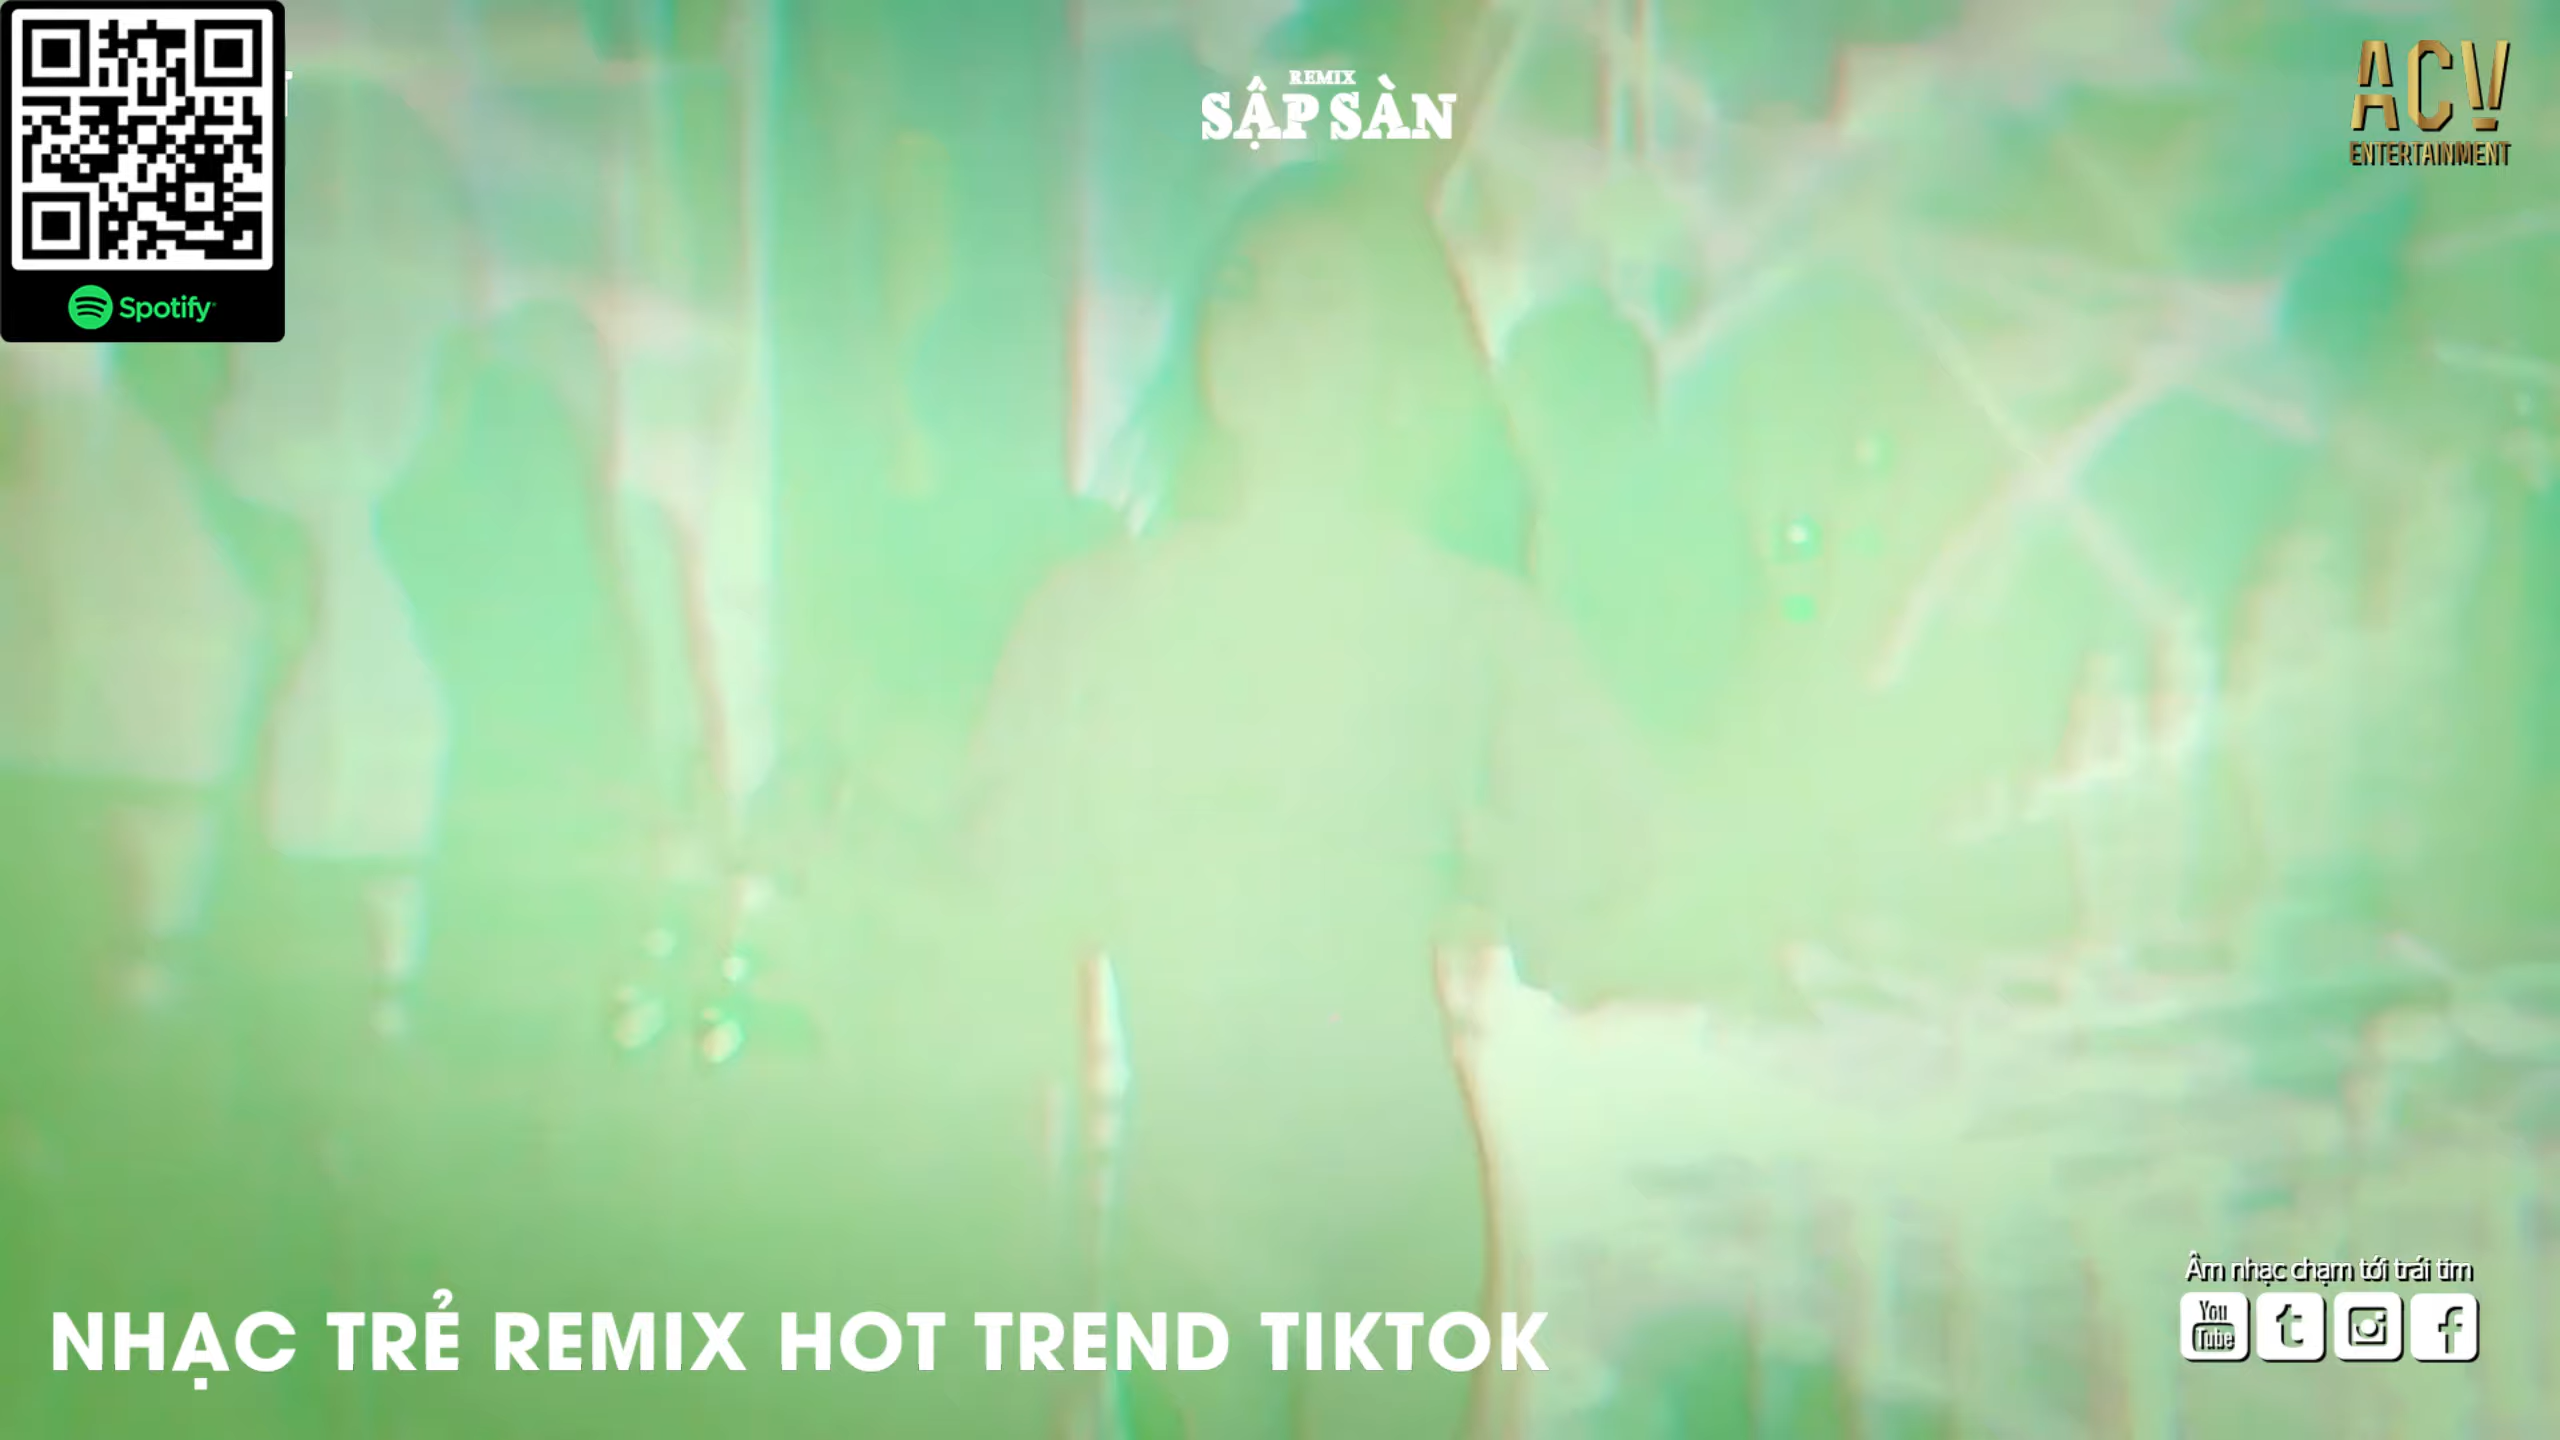 Spotify
REMIX
SẬP SÀN
ACV
ENTERTAINMENT
NHẠC TRẺ REMIX HOT TREND TIKTOK
Âm nhạc chạm tới trái tim
You
Tube